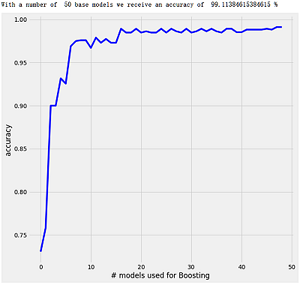 With a number of 50 base models we receive an accuracy of 99.11384615384615 %
1.00
0.95
0.90
0.85
0.80
0.75
accuracy
0 10 20 30 40 50
# models used for Boosting